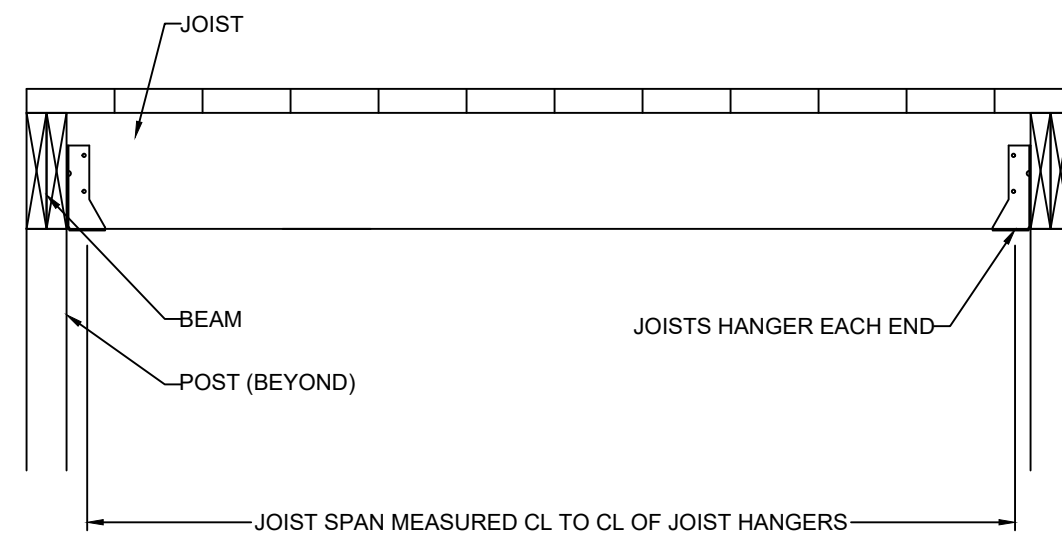 JOIST
BEAM
JOISTS HANGER EACH END
POST (BEYOND)
JOIST SPAN MEASURED CL TO CL OF JOIST HANGERS